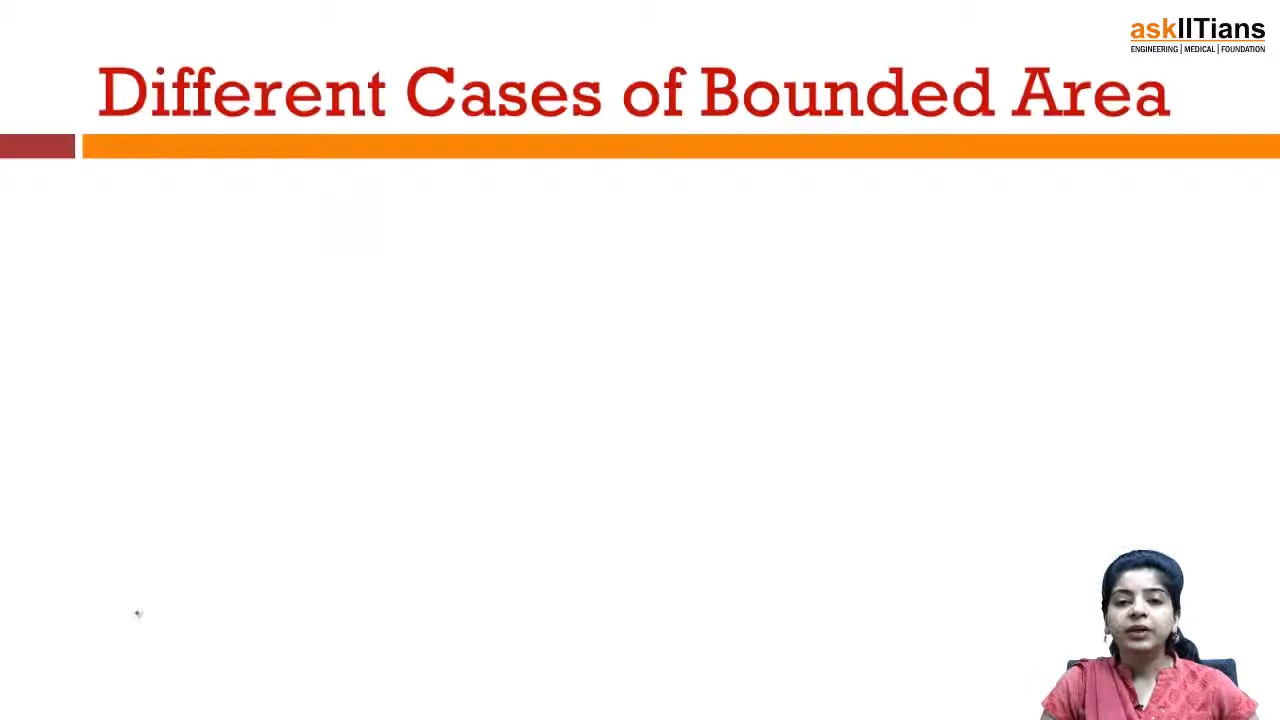 askIITians
ENGINEERING | MEDICAL | FOUNDATION
Different Cases of Bounded Area